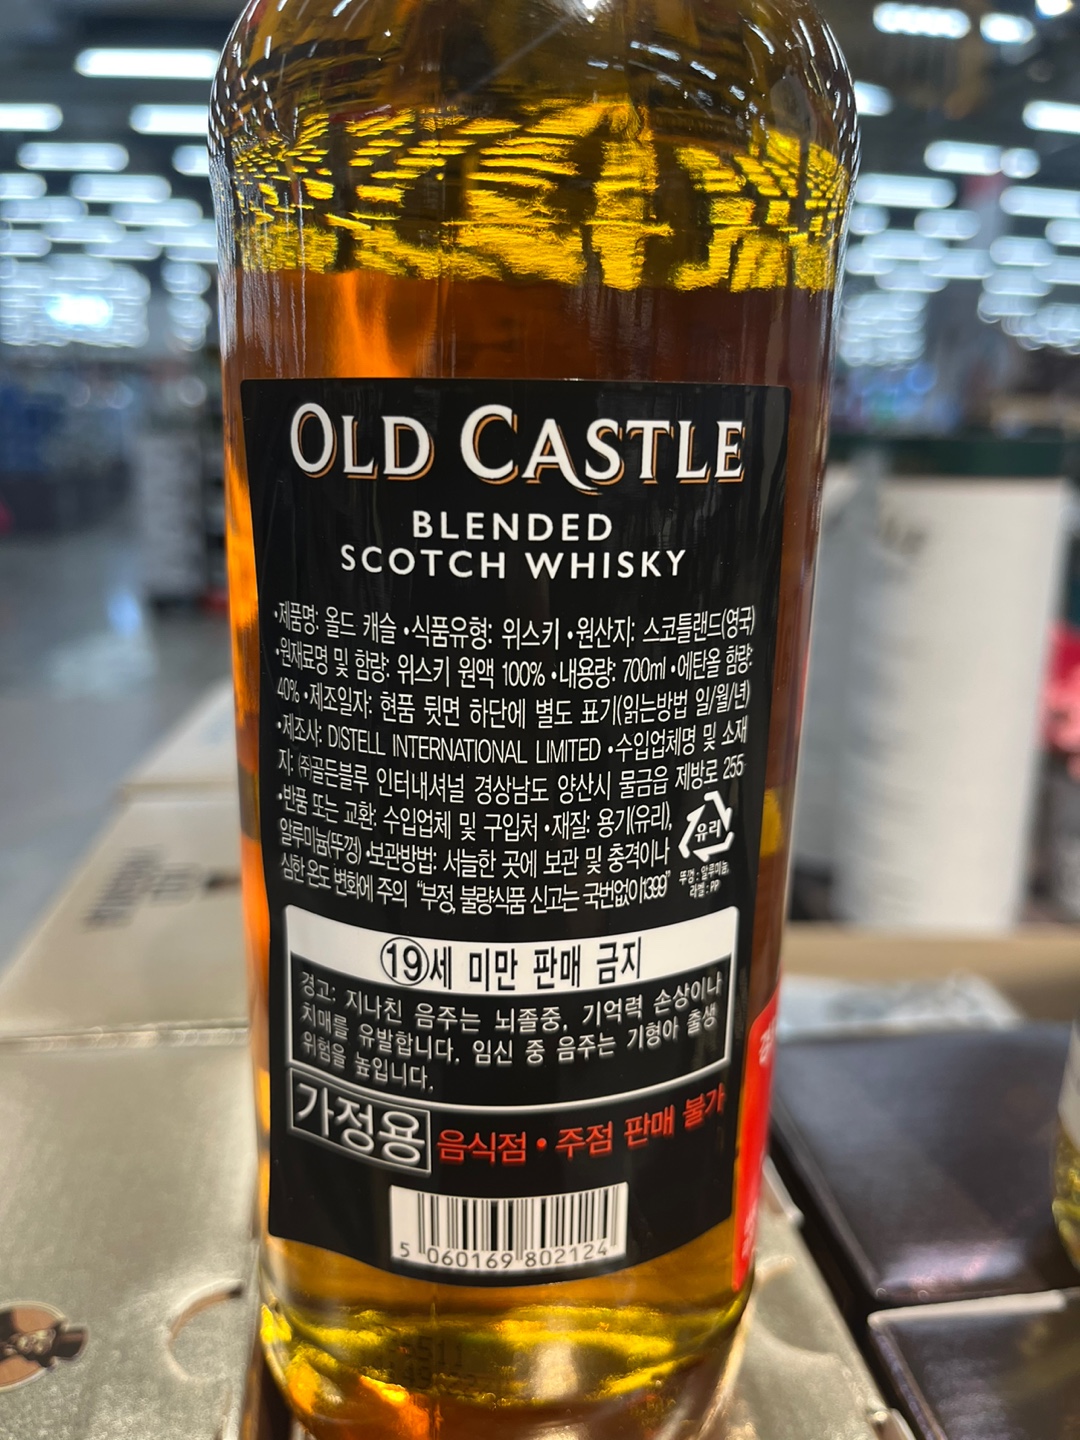 OLD CASTLE
BLENDED
SCOTCH WHISKY
•제품명: 올드 캐슬 •식품유형: 위스키 •원산지: 스코틀랜드(영국)
•원재료명 및 함량: 위스키 원액 100% •내용량: 700ml •에탄올 함량:
40% •제조일자: 현품 뒷면 하단에 별도 표기(읽는방법 일/월/년)
•제조사: DISTELL INTERNATIONAL LIMITED •수입업체명 및 소재
지: ㈜골든블루 인터내셔널 경상남도 양산시 물금읍 제방로 255
•반품 또는 교환: 수입업체 및 구입처 •재질: 용기(유리),
알루미늄(뚜껑) •보관방법: 서늘한 곳에 보관 및 충격이나
심한 온도 변화에 주의 "부정, 불량식품 신고는 국번없이1399"
유리
뚜껑 : 알루미늄,
라벨 : PP
19세 미만 판매 금지
경고: 지나친 음주는 뇌졸중, 기억력 손상이나
치매를 유발합니다. 임신 중 음주는 기형아 출생
위험을 높입니다.
가정용 음식점 • 주점 판매 불가
5 060169 802124